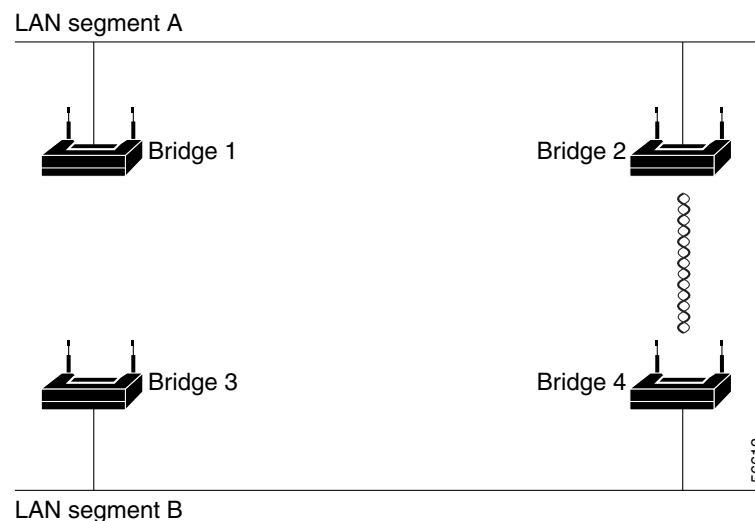 LAN segment A
Bridge 1
Bridge 2
Bridge 3
Bridge 4
LAN segment B